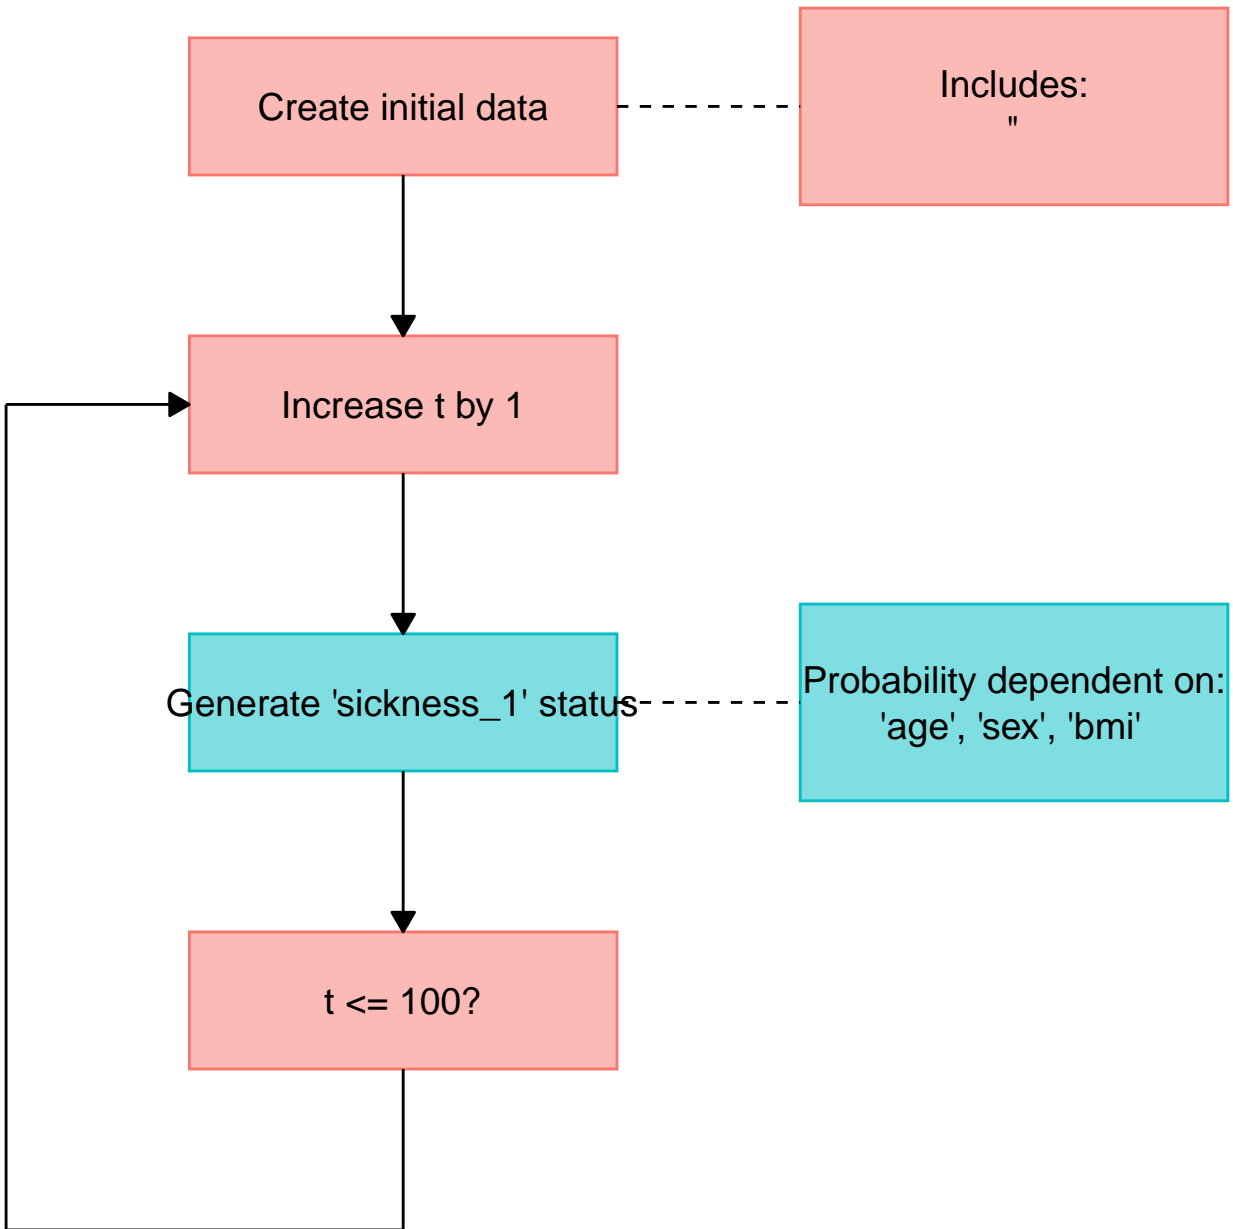 Create initial data
Includes:
''
Increase t by 1
Generate 'sickness_1' status
Probability dependent on:
'age', 'sex', 'bmi'
t <= 100?